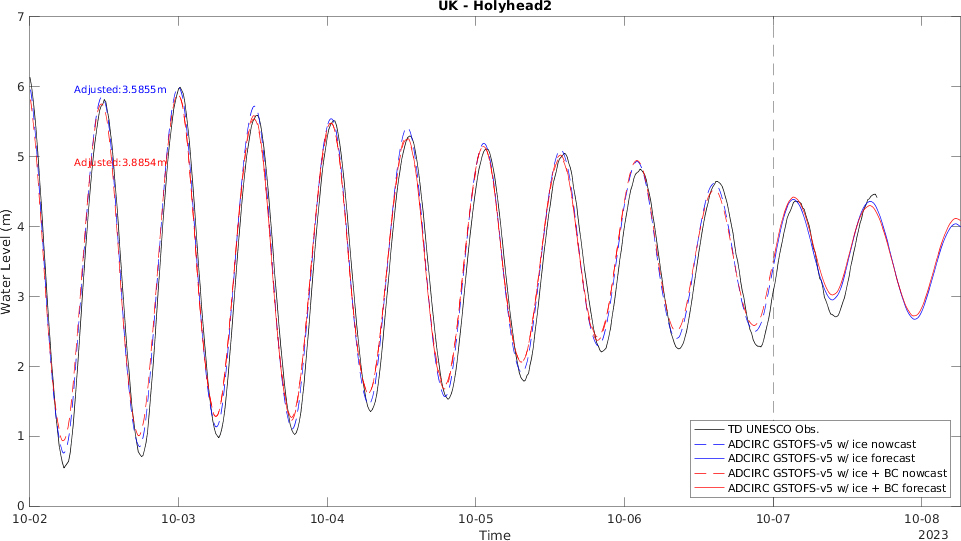 UK - Holyhead2
7
6
5
4
3
2
1
0
Water Level (m)
Adjusted:3.5855m
Adjusted:3.8854m
TD UNESCO Obs.
ADCIRC GSTOFS-v5 w/ ice nowcast
ADCIRC GSTOFS-v5 w/ ice forecast
ADCIRC GSTOFS-v5 w/ ice + BC nowcast
ADCIRC GSTOFS-v5 w/ ice + BC forecast
10-02 10-03 10-04 10-05 10-06 10-07 10-08
Time
2023